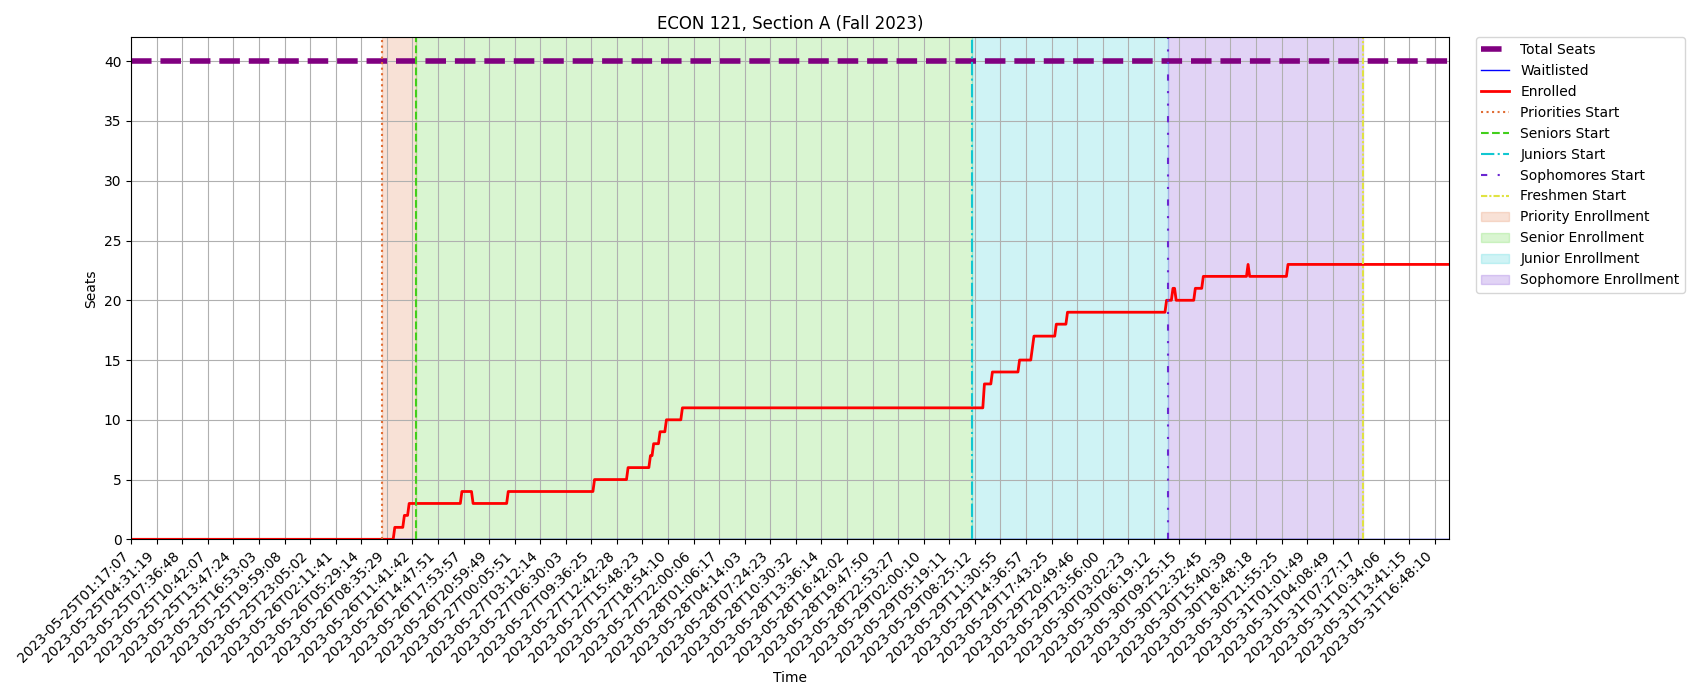 ECON 121, Section A (Fall 2023)
Seats
40
35
30
25
20
15
10
5
0
2023-05-25T01:17:07
2023-05-25T04:31:19
2023-05-25T07:36:48
2023-05-25T10:42:07
2023-05-25T13:47:24
2023-05-25T16:53:03
2023-05-25T19:59:08
2023-05-25T23:05:02
2023-05-26T02:11:41
2023-05-26T05:29:14
2023-05-26T08:35:29
2023-05-26T11:41:42
2023-05-26T14:47:51
2023-05-26T17:53:57
2023-05-26T20:59:49
2023-05-27T00:05:51
2023-05-27T03:12:14
2023-05-27T06:30:03
2023-05-27T09:36:25
2023-05-27T12:42:28
2023-05-27T15:48:23
2023-05-27T18:54:10
2023-05-27T22:00:06
2023-05-28T01:06:17
2023-05-28T04:14:03
2023-05-28T07:24:23
2023-05-28T10:30:32
2023-05-28T13:36:14
2023-05-28T16:42:02
2023-05-28T19:47:50
2023-05-28T22:53:27
2023-05-29T02:00:10
2023-05-29T05:19:11
2023-05-29T08:25:12
2023-05-29T11:30:55
2023-05-29T14:36:57
2023-05-29T17:43:25
2023-05-29T20:49:46
2023-05-29T23:56:00
2023-05-30T03:02:23
2023-05-30T06:19:12
2023-05-30T09:25:15
2023-05-30T12:32:45
2023-05-30T15:40:39
2023-05-30T18:48:18
2023-05-30T21:55:25
2023-05-31T01:01:49
2023-05-31T04:08:49
2023-05-31T07:27:17
2023-05-31T10:34:06
2023-05-31T13:41:15
2023-05-31T16:48:10
Time
Total Seats
Waitlisted
Enrolled
Priorities Start
Seniors Start
Juniors Start
Sophomores Start
Freshmen Start
Priority Enrollment
Senior Enrollment
Junior Enrollment
Sophomore Enrollment